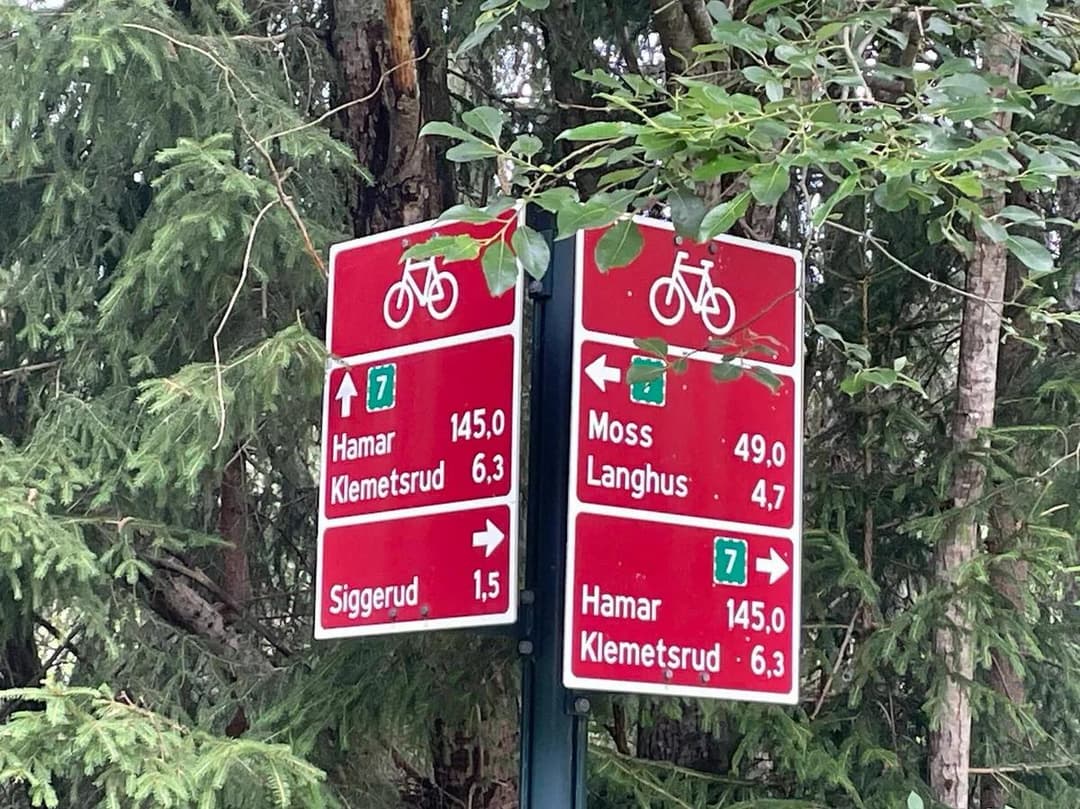 7
Hamar 145,0
Klemetsrud 6,3
Siggerud 1,5
7
Moss 49,0
Langhus 4,7
7
Hamar 145,0
Klemetsrud 6,3